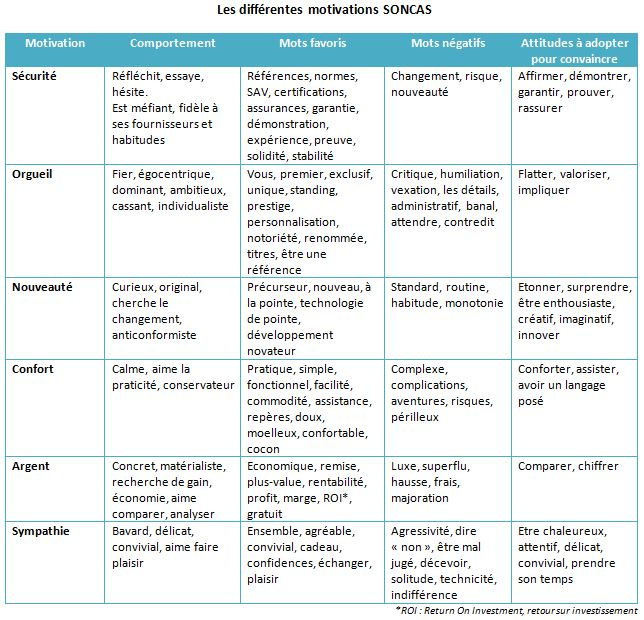 Les différentes motivations SONCAS
Motivation
Comportement
Mots favoris
Mots négatifs
Attitudes à adopter
pour convaincre
Sécurité
Réfléchit, essaye,
hésite.
Est méfiant, fidèle à
ses fournisseurs et
habitudes
Références, normes,
SAV, certifications,
assurances, garantie,
démonstration,
expérience, preuve,
solidité, stabilité
Changement, risque,
nouveauté
Affirmer, démontrer,
garantir, prouver,
rassurer
Orgueil
Fier, égocentrique,
dominant, ambitieux,
cassant, individualiste
Vous, premier, exclusif,
unique, standing,
prestige,
personnalisation,
notoriété, renommée,
titres, être une
référence
Critique, humiliation,
vexation, les détails,
administratif, banal,
attendre, contredit
Flatter, valoriser,
impliquer
Nouveauté
Curieux, original,
cherche le
changement,
anticonformiste
Précurseur, nouveau, à
la pointe, technologie
de pointe,
développement
novateur
Standard, routine,
habitude, monotonie
Etonner, surprendre,
être enthousiaste,
créatif, imaginatif,
innover
Confort
Calme, aime la
praticité, conservateur
Pratique, simple,
fonctionnel, facilité,
commodité, assistance,
repères, doux,
moelleux, confortable,
cocon
Complexe,
complications,
aventures, risques,
périlleux
Conforter, assister,
avoir un langage
posé
Argent
Concret, matérialiste,
recherche de gain,
économie, aime
comparer, analyser
Economique, remise,
plus-value, rentabilité,
profit, marge, ROI*,
gratuit
Luxe, superflu,
hausse, frais,
majoration
Comparer, chiffrer
Sympathie
Bavard, délicat,
convivial, aime faire
plaisir
Ensemble, agréable,
convivial, cadeau,
confidences, échanger,
plaisir
Agressivité, dire
« non », être mal
jugé, décevoir,
solitude, technicité,
indifférence
Etre chaleureux,
attentif, délicat,
convivial, prendre
son temps
*ROI : Return On Investment, retour sur investissement